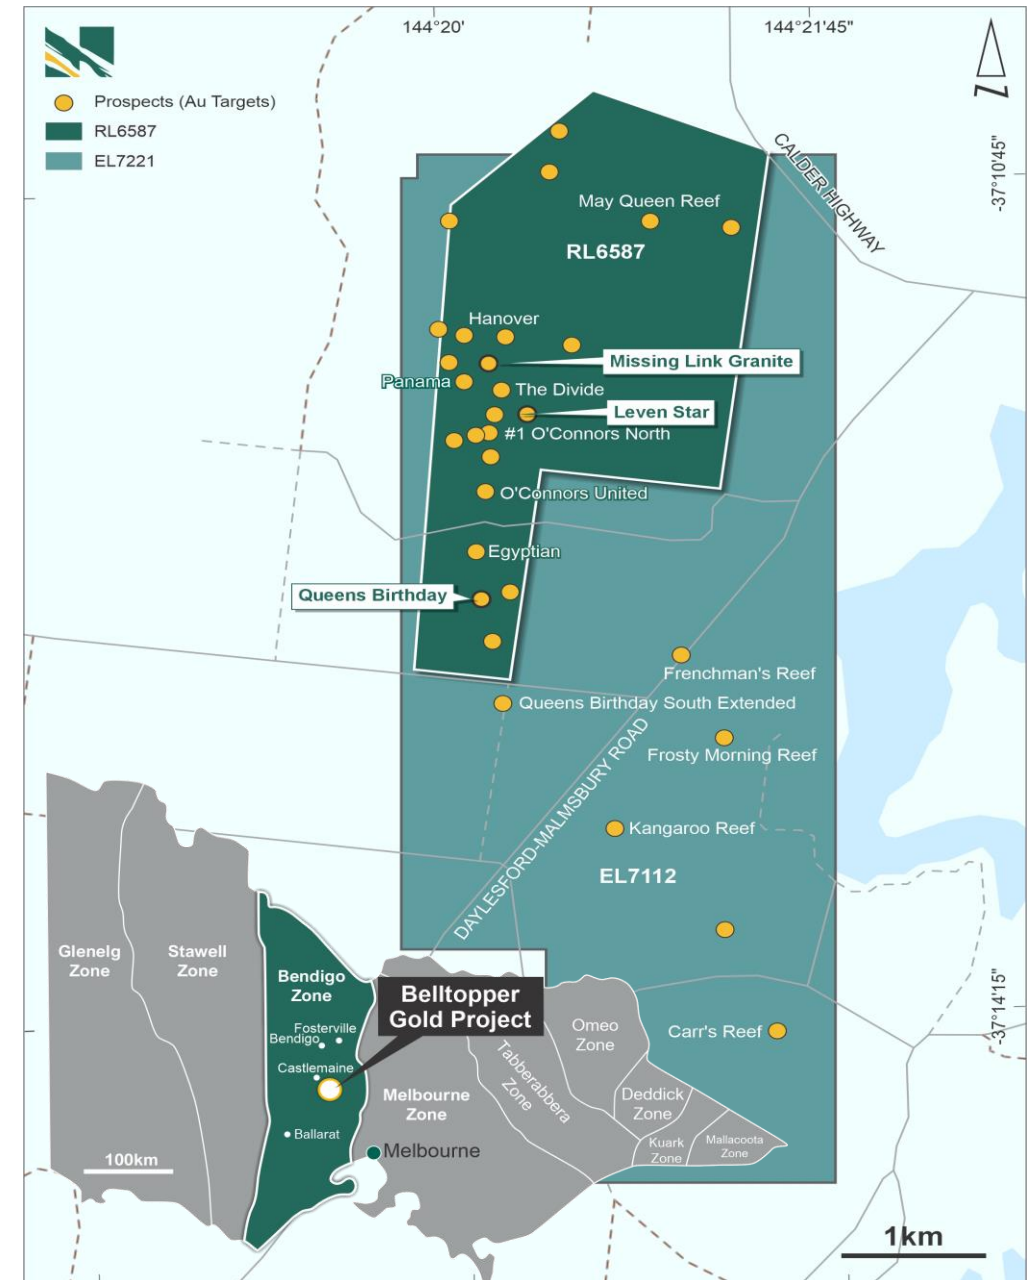 144°20'
144°21'45"
N
Prospects (Au Targets)
RL6587
EL7221
CALDER HIGHWAY
-37°10'45"
May Queen Reef
RL6587
Hanover
Missing Link Granite
Panama
The Divide
Leven Star
#1 O'Connors North
O'Connors United
Egyptian
Queens Birthday
Frenchman's Reef
Queens Birthday South Extended
Frosty Morning Reef
DAYLESFORD-MALMSBURY ROAD
Kangaroo Reef
EL7112
Glenelg
Zone
Stawell
Zone
Bendigo
Zone
Belltopper
Gold Project
Fosterville
Bendigo
Castlemaine
Ballarat
Melbourne
Zone
Melbourne
Tabberabbera
Zone
Omeo
Zone
Deddick
Zone
Kuark
Zone
Mallacoota
Zone
Carr's Reef
-37°14'15"
100km
1km